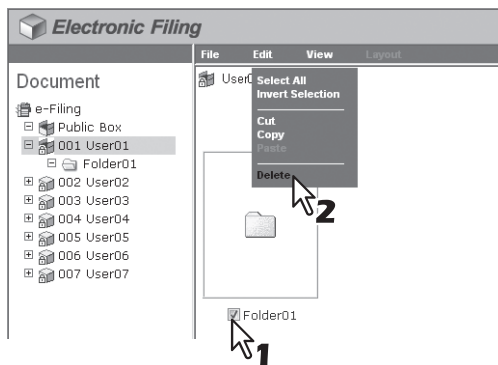 Electronic Filing
File Edit View Layout
Document
e-Filing
Public Box
001 User01
Folder01
002 User02
003 User03
004 User04
005 User05
006 User06
007 User07
User
Select All
Invert Selection
Cut
Copy
Paste
Delete
2
Folder01
1